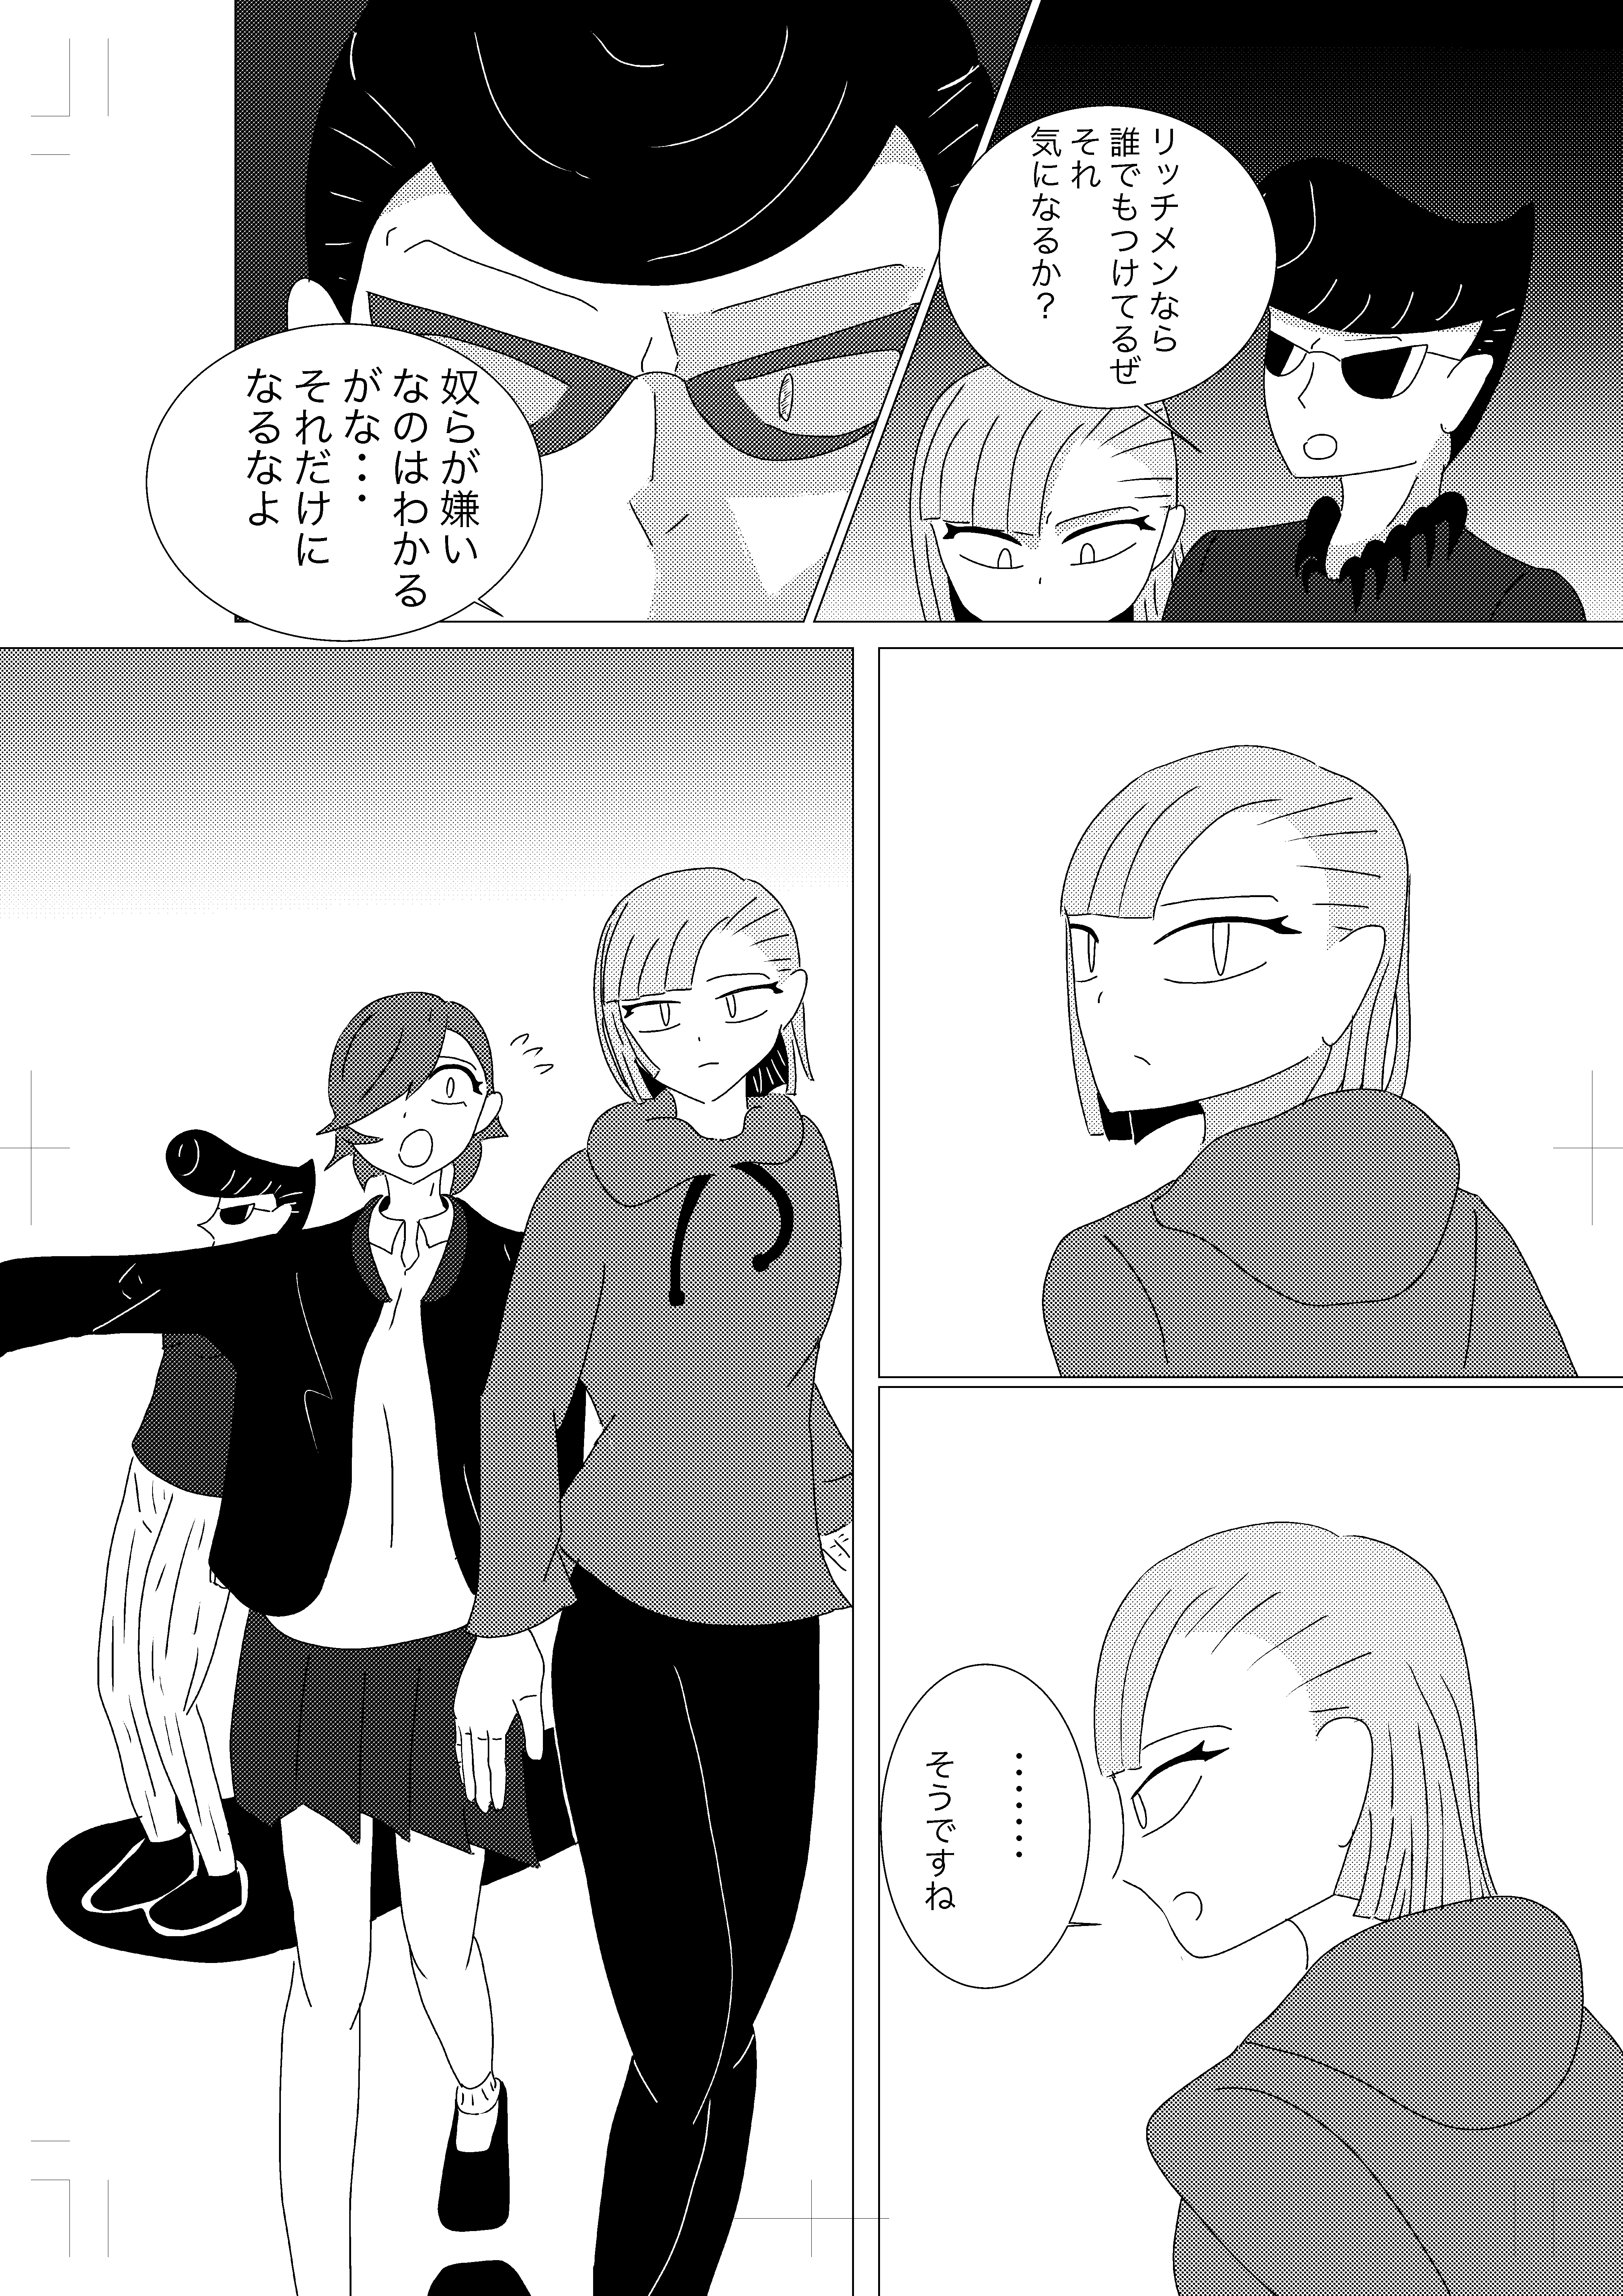 リッチメンなら
誰でもつけてるぜ
それ
気になるか？
奴らが嫌い
なのはわかる
がな・・・
それだけに
なるなよ
・・・・・・
そうですね